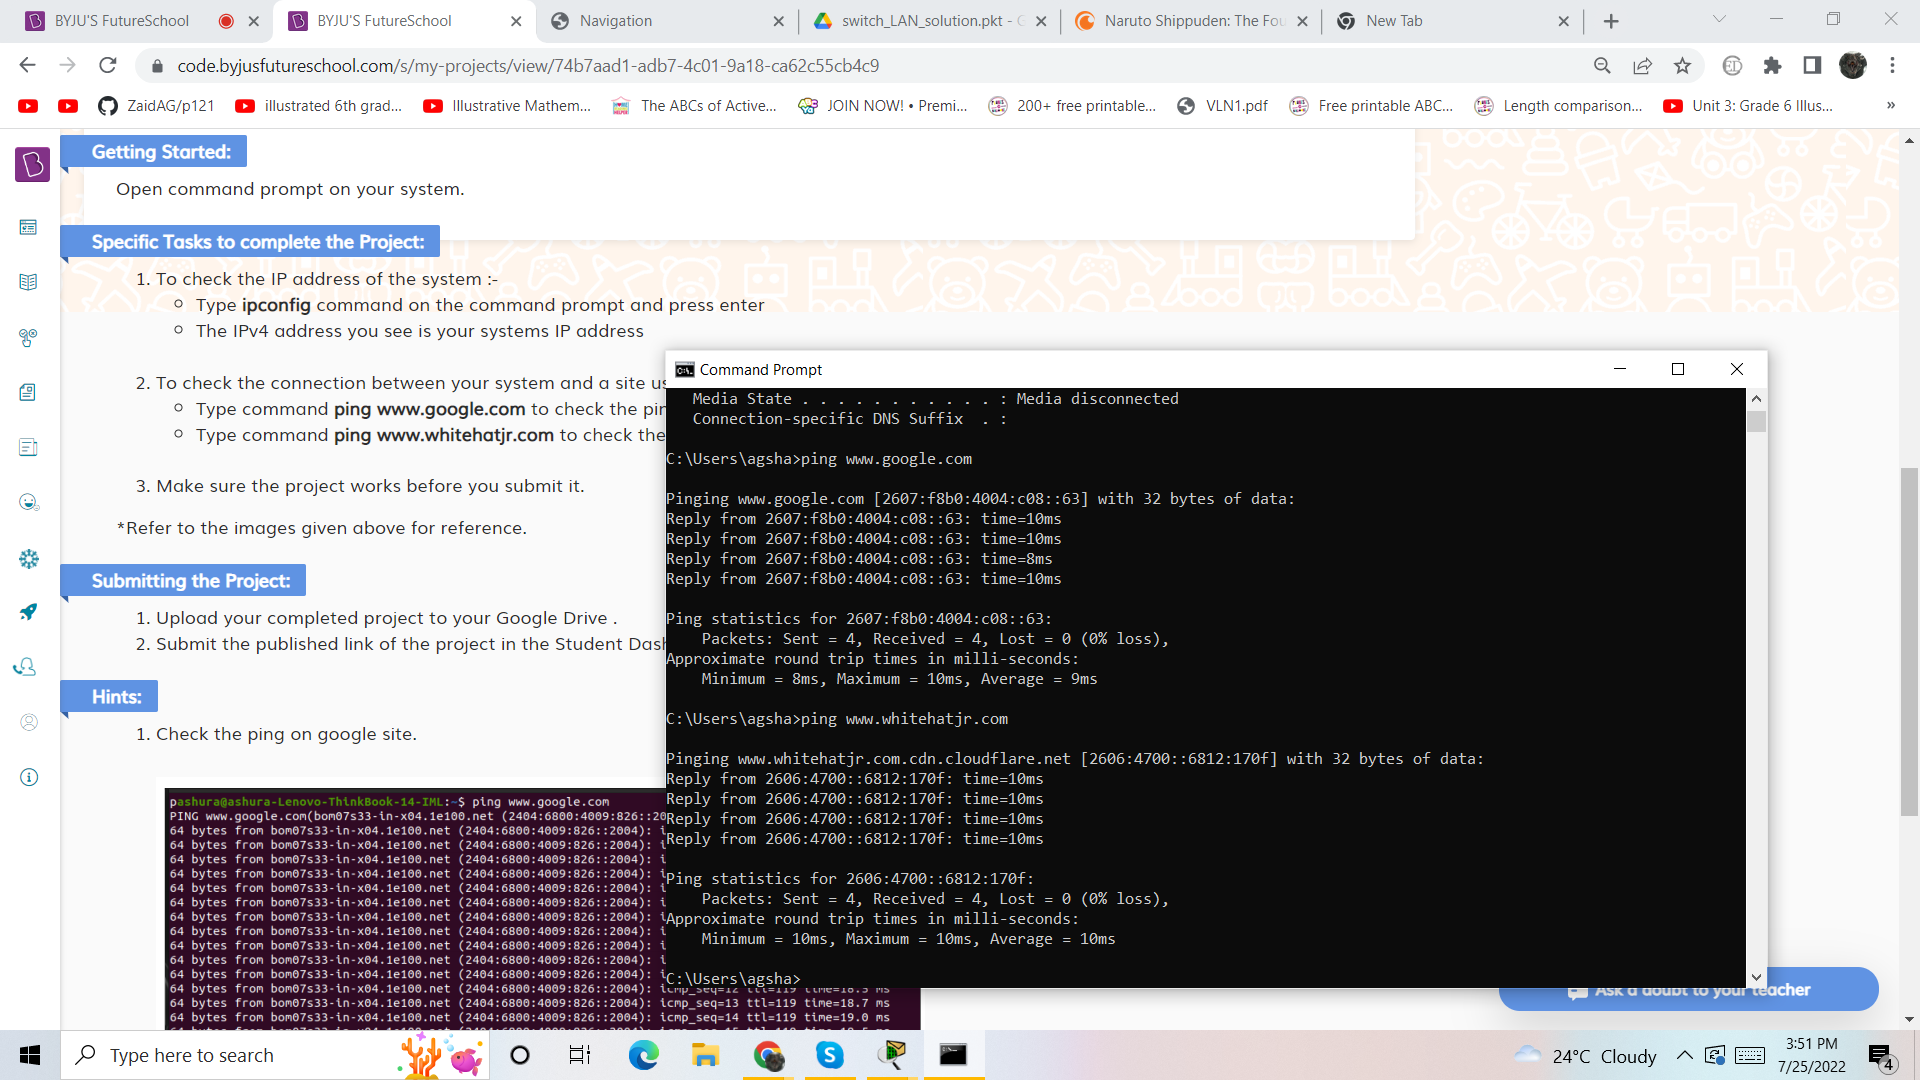 BYJU'S FutureSchool
BYJU'S FutureSchool
Navigation
switch_LAN_solution.pkt - G
Naruto Shippuden: The Fou
New Tab
code.byjusfutureschool.com/s/my-projects/view/74b7aad1-adb7-4c01-9a18-ca62c55cb4c9
ZaidAG/p121
illustrated 6th grad...
Illustrative Mathem...
The ABCs of Active...
JOIN NOW! • Premi...
200+ free printable...
VLN1.pdf
Free printable ABC...
Length comparison...
Unit 3: Grade 6 Illus...
»
Getting Started:
Open command prompt on your system.
Specific Tasks to complete the Project:
1. To check the IP address of the system :-
Type ipconfig command on the command prompt and press enter
The IPv4 address you see is your systems IP address
2. To check the connection between your system and a site us
Type command ping www.google.com to check the pin
Type command ping www.whitehatjr.com to check the
3. Make sure the project works before you submit it.
*Refer to the images given above for reference.
Submitting the Project:
1. Upload your completed project to your Google Drive .
2. Submit the published link of the project in the Student Dash
Hints:
1. Check the ping on google site.
pashura@ashura-Lenovo-ThinkBook-14-IML:~$ ping www.google.com
PING www.google.com(bom07s33-in-x04.1e100.net (2404:6800:4009:826::20
64 bytes from bom07s33-in-x04.1e100.net (2404:6800:4009:826::2004): i
64 bytes from bom07s33-in-x04.1e100.net (2404:6800:4009:826::2004): i
64 bytes from bom07s33-in-x04.1e100.net (2404:6800:4009:826::2004): i
64 bytes from bom07s33-in-x04.1e100.net (2404:6800:4009:826::2004): i
64 bytes from bom07s33-in-x04.1e100.net (2404:6800:4009:826::2004): i
64 bytes from bom07s33-in-x04.1e100.net (2404:6800:4009:826::2004): i
64 bytes from bom07s33-in-x04.1e100.net (2404:6800:4009:826::2004): i
64 bytes from bom07s33-in-x04.1e100.net (2404:6800:4009:826::2004): i
64 bytes from bom07s33-in-x04.1e100.net (2404:6800:4009:826::2004): i
64 bytes from bom07s33-in-x04.1e100.net (2404:6800:4009:826::2004): i
64 bytes from bom07s33-in-x04.1e100.net (2404:6800:4009:826::2004): i
64 bytes from bom07s33-in-x04.1e100.net (2404:6800:4009:826::2004): icmp_seq=12 ttl=119 time=18.5 ms
64 bytes from bom07s33-in-x04.1e100.net (2404:6800:4009:826::2004): icmp_seq=13 ttl=119 time=18.7 ms
64 bytes from bom07s33-in-x04.1e100.net (2404:6800:4009:826::2004): icmp_seq=14 ttl=119 time=19.0 ms
Command Prompt
Media State . . . . . . . . . . . : Media disconnected
Connection-specific DNS Suffix  . :
C:\Users\agsha>ping www.google.com
Pinging www.google.com [2607:f8b0:4004:c08::63] with 32 bytes of data:
Reply from 2607:f8b0:4004:c08::63: time=10ms
Reply from 2607:f8b0:4004:c08::63: time=10ms
Reply from 2607:f8b0:4004:c08::63: time=8ms
Reply from 2607:f8b0:4004:c08::63: time=10ms
Ping statistics for 2607:f8b0:4004:c08::63:
Packets: Sent = 4, Received = 4, Lost = 0 (0% loss),
Approximate round trip times in milli-seconds:
Minimum = 8ms, Maximum = 10ms, Average = 9ms
C:\Users\agsha>ping www.whitehatjr.com
Pinging www.whitehatjr.com.cdn.cloudflare.net [2606:4700::6812:170f] with 32 bytes of data:
Reply from 2606:4700::6812:170f: time=10ms
Reply from 2606:4700::6812:170f: time=10ms
Reply from 2606:4700::6812:170f: time=10ms
Reply from 2606:4700::6812:170f: time=10ms
Ping statistics for 2606:4700::6812:170f:
Packets: Sent = 4, Received = 4, Lost = 0 (0% loss),
Approximate round trip times in milli-seconds:
Minimum = 10ms, Maximum = 10ms, Average = 10ms
C:\Users\agsha>
Ask a doubt to your teacher
Type here to search
24°C Cloudy
3:51 PM
7/25/2022
4